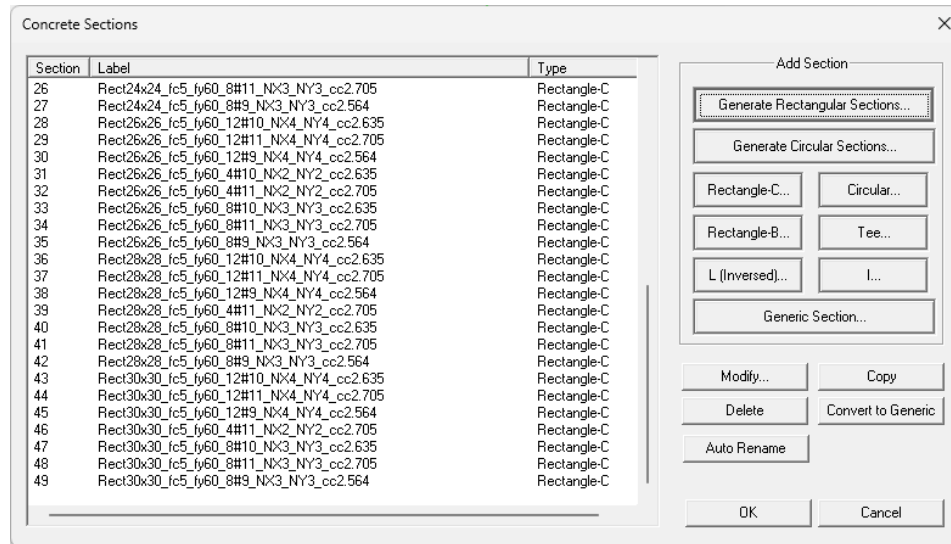 Concrete Sections
Section Label Type
26 Rect24x24_fc5_fy60_8#11_NX3_NY3_cc2.705 Rectangle-C
27 Rect24x24_fc5_fy60_8#9_NX3_NY3_cc2.564 Rectangle-C
28 Rect26x26_fc5_fy60_12#10_NX4_NY4_cc2.635 Rectangle-C
29 Rect26x26_fc5_fy60_12#11_NX4_NY4_cc2.705 Rectangle-C
30 Rect26x26_fc5_fy60_12#9_NX4_NY4_cc2.564 Rectangle-C
31 Rect26x26_fc5_fy60_4#10_NX2_NY2_cc2.635 Rectangle-C
32 Rect26x26_fc5_fy60_4#11_NX2_NY2_cc2.705 Rectangle-C
33 Rect26x26_fc5_fy60_8#10_NX3_NY3_cc2.635 Rectangle-C
34 Rect26x26_fc5_fy60_8#11_NX3_NY3_cc2.705 Rectangle-C
35 Rect26x26_fc5_fy60_8#9_NX3_NY3_cc2.564 Rectangle-C
36 Rect28x28_fc5_fy60_12#10_NX4_NY4_cc2.635 Rectangle-C
37 Rect28x28_fc5_fy60_12#11_NX4_NY4_cc2.705 Rectangle-C
38 Rect28x28_fc5_fy60_12#9_NX4_NY4_cc2.564 Rectangle-C
39 Rect28x28_fc5_fy60_4#11_NX2_NY2_cc2.705 Rectangle-C
40 Rect28x28_fc5_fy60_8#10_NX3_NY3_cc2.635 Rectangle-C
41 Rect28x28_fc5_fy60_8#11_NX3_NY3_cc2.705 Rectangle-C
42 Rect28x28_fc5_fy60_8#9_NX3_NY3_cc2.564 Rectangle-C
43 Rect30x30_fc5_fy60_12#10_NX4_NY4_cc2.635 Rectangle-C
44 Rect30x30_fc5_fy60_12#11_NX4_NY4_cc2.705 Rectangle-C
45 Rect30x30_fc5_fy60_12#9_NX4_NY4_cc2.564 Rectangle-C
46 Rect30x30_fc5_fy60_4#11_NX2_NY2_cc2.705 Rectangle-C
47 Rect30x30_fc5_fy60_8#10_NX3_NY3_cc2.635 Rectangle-C
48 Rect30x30_fc5_fy60_8#11_NX3_NY3_cc2.705 Rectangle-C
49 Rect30x30_fc5_fy60_8#9_NX3_NY3_cc2.564 Rectangle-C
Add Section
Generate Rectangular Sections...
Generate Circular Sections...
Rectangle-C... Circular...
Rectangle-B... Tee...
L (Inversed)... I...
Generic Section...
Modify... Copy
Delete Convert to Generic
Auto Rename
OK Cancel